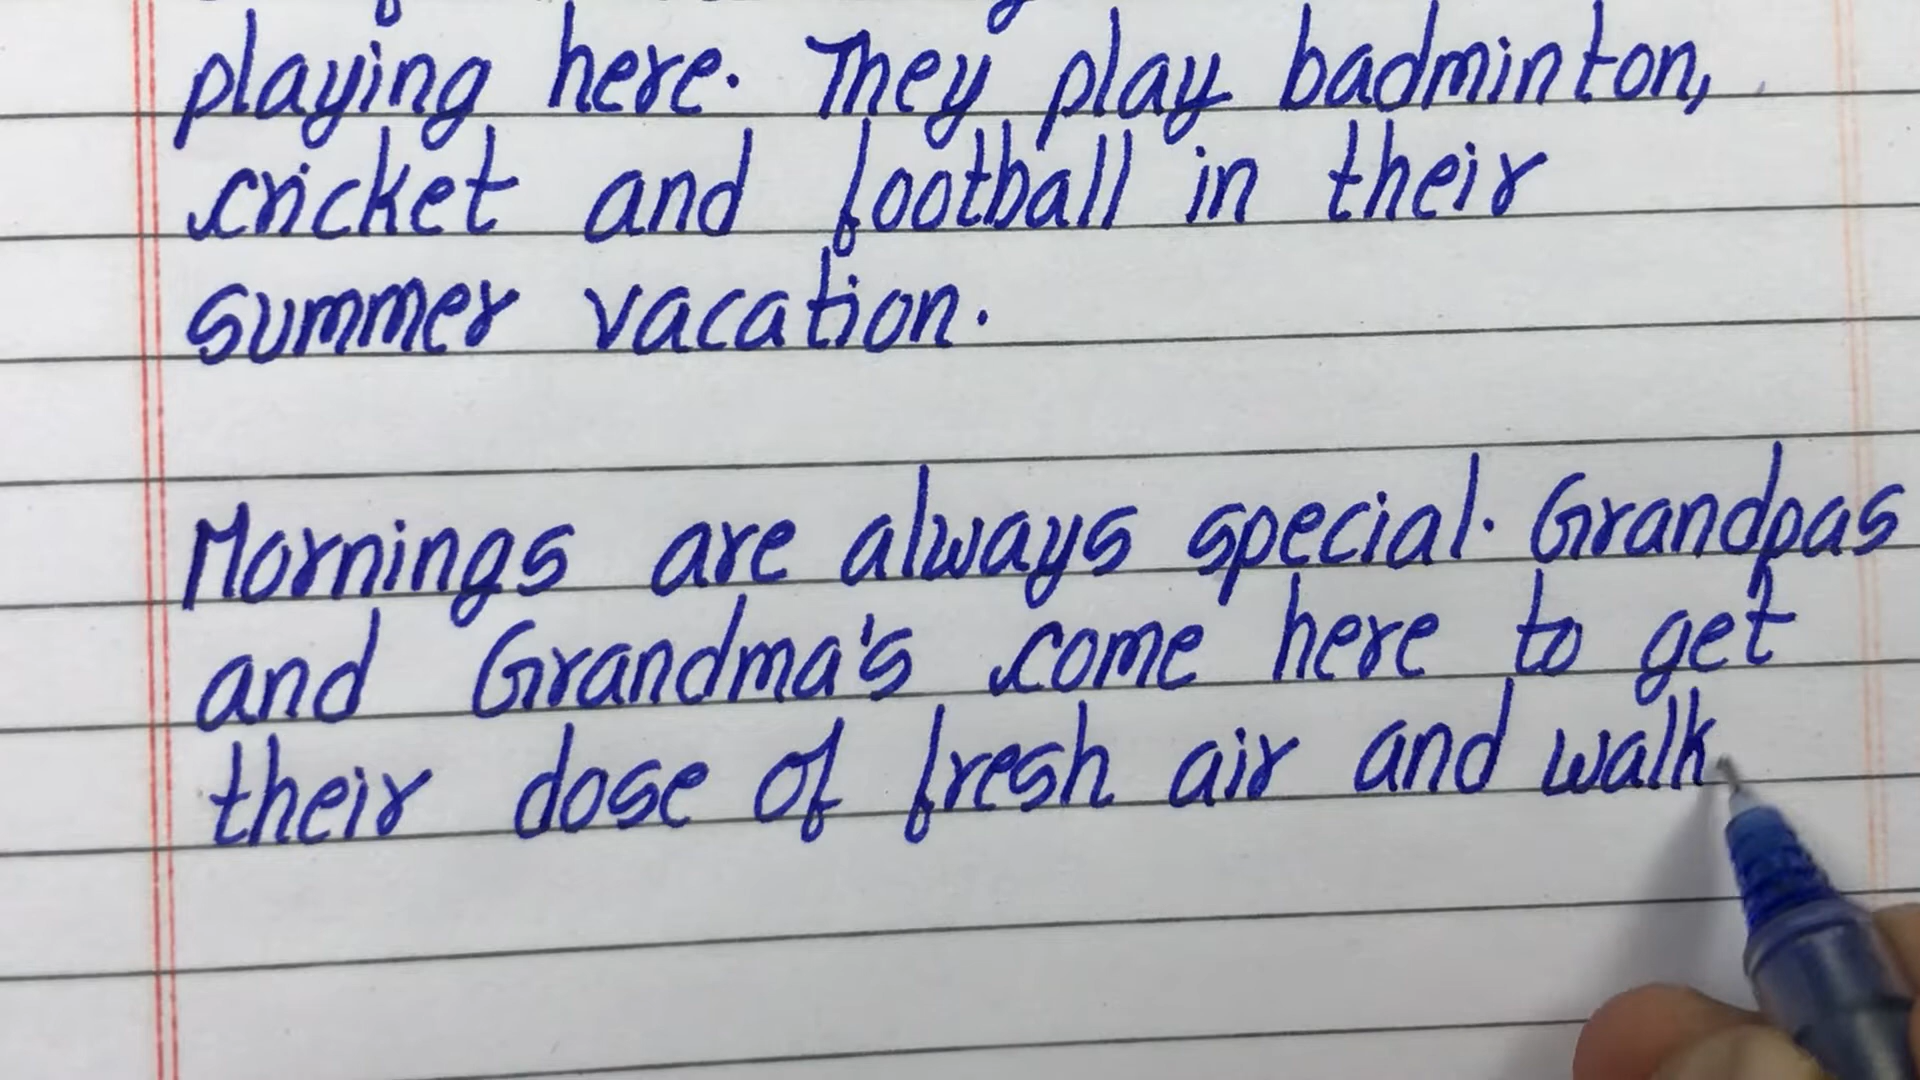 playing here. They play badminton,
cricket and football in their
summer vacation.
Mornings are always special. Grandpas
and Grandma's come here to get
their dose of fresh air and walk